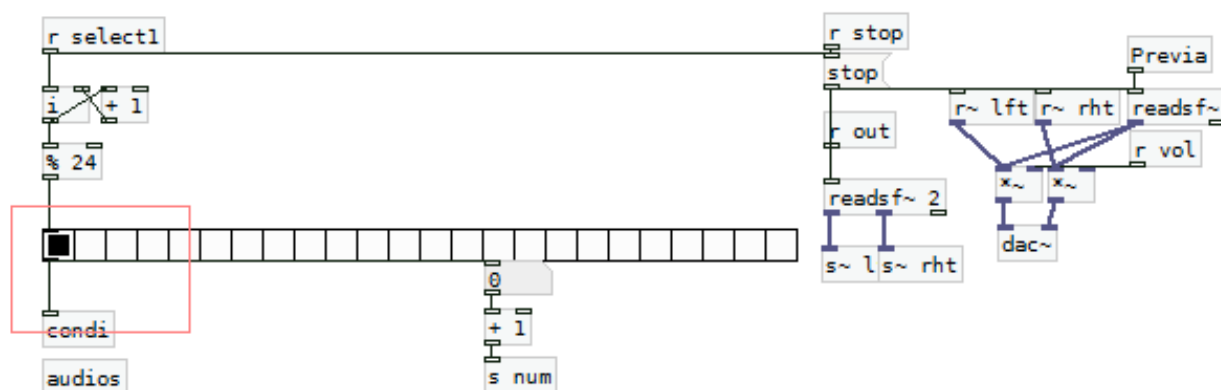 r select1
r stop
Previa
stop
i
+ 1
r~ lft
r~ rht
readsf~
r out
r vol
% 24
*~
*~
readsf~ 2
dac~
s~ l
s~ rht
0
condi
+ 1
audios
s num